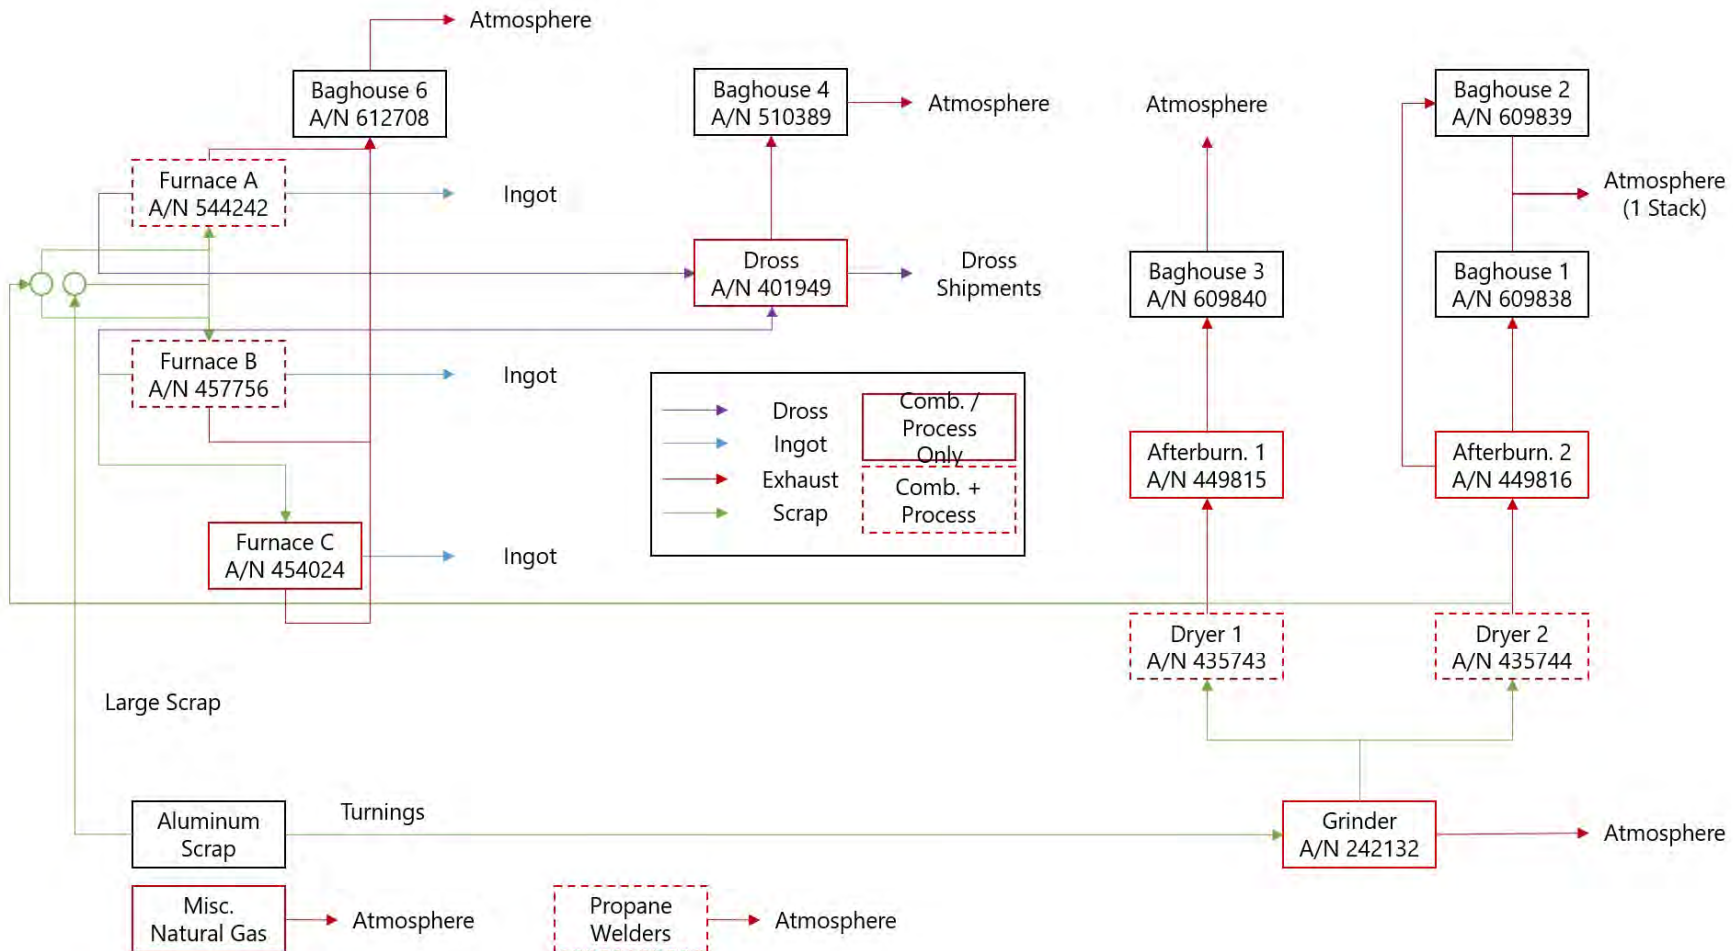 Atmosphere
Baghouse 6
A/N 612708
Baghouse 4
A/N 510389
Atmosphere
Atmosphere
Baghouse 2
A/N 609839
Furnace A
A/N 544242
Ingot
Atmosphere
(1 Stack)
Dross
A/N 401949
Dross
Shipments
Baghouse 3
A/N 609840
Baghouse 1
A/N 609838
Furnace B
A/N 457756
Ingot
Dross
Ingot
Exhaust
Scrap
Comb. /
Process
Only
Comb. +
Process
Afterburn. 1
A/N 449815
Afterburn. 2
A/N 449816
Furnace C
A/N 454024
Ingot
Dryer 1
A/N 435743
Dryer 2
A/N 435744
Large Scrap
Aluminum
Scrap
Turnings
Grinder
A/N 242132
Atmosphere
Misc.
Natural Gas
Atmosphere
Propane
Welders
Atmosphere